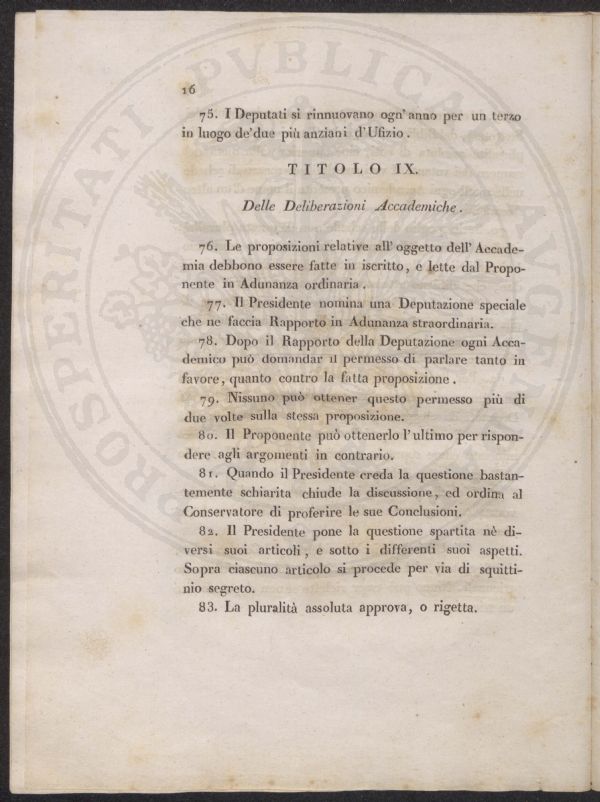 16
75. I Deputati si rinnuovano ogn' anno per un terzo
in luogo de' due più anziani d'Ufizio.
TITOLO IX.
Delle Deliberazioni Accademiche.
76. Le proposizioni relative all' oggetto dell' Accade-
mia debbono essere fatte in iscritto, e lette dal Propo-
nente in Adunanza ordinaria.
77. Il Presidente nomina una Deputazione speciale
che ne faccia Rapporto in Adunanza straordinaria.
78. Dopo il Rapporto della Deputazione ogni Acca-
demico può domandar il permesso di parlare tanto in
favore, quanto contro la fatta proposizione.
79. Nissuno può ottener questo permesso più di
due volte sulla stessa proposizione.
80. Il Proponente può ottenerlo l'ultimo per rispon-
dere agli argomenti in contrario.
81. Quando il Presidente creda la questione bastan-
temente schiarita chiude la discussione, ed ordina al
Conservatore di proferire le sue Conclusioni.
82. Il Presidente pone la questione spartita nè di-
versi suoi articoli, e sotto i differenti suoi aspetti.
Sopra ciascuno articolo si procede per via di squitti-
nio segreto.
83. La pluralità assoluta approva, o rigetta.
PROSPERITATI PVBLICAE AVGENDAE